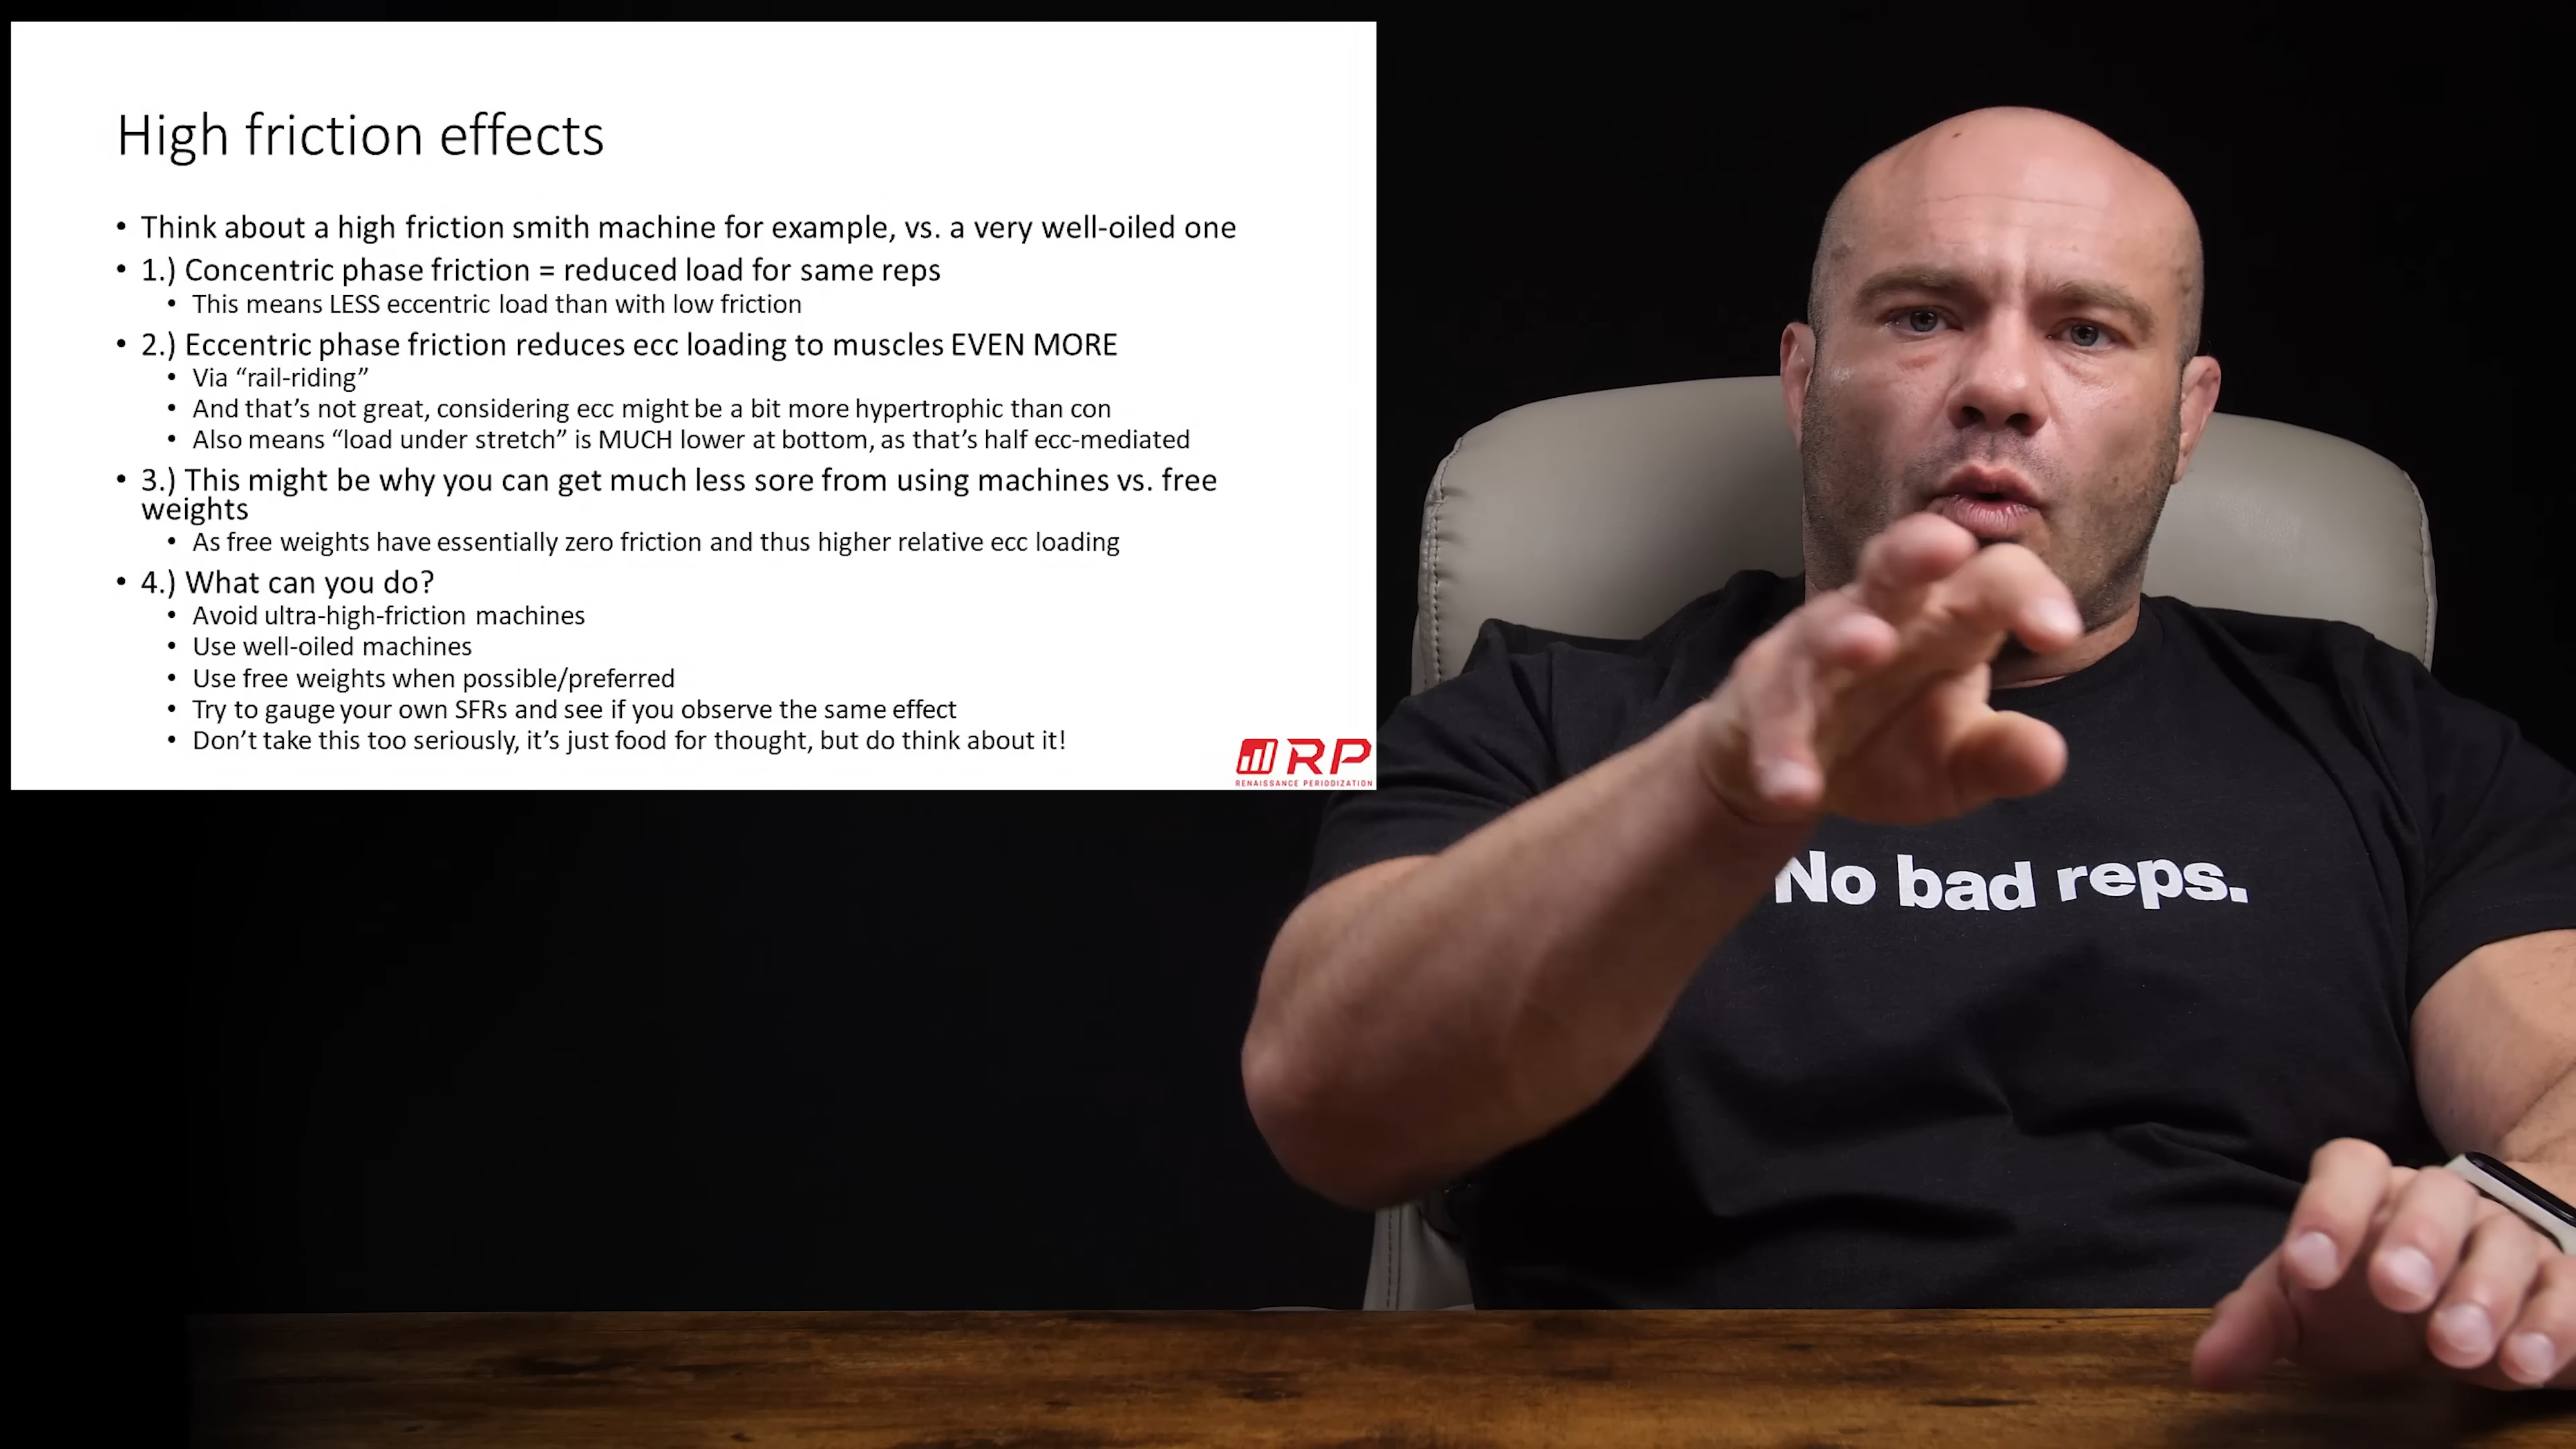 High friction effects
• Think about a high friction smith machine for example, vs. a very well-oiled one
• 1.) Concentric phase friction = reduced load for same reps
• This means LESS eccentric load than with low friction
• 2.) Eccentric phase friction reduces ecc loading to muscles EVEN MORE
• Via “rail-riding”
• And that’s not great, considering ecc might be a bit more hypertrophic than con
• Also means “load under stretch” is MUCH lower at bottom, as that’s half ecc-mediated
• 3.) This might be why you can get much less sore from using machines vs. free
weights
• As free weights have essentially zero friction and thus higher relative ecc loading
• 4.) What can you do?
• Avoid ultra-high-friction machines
• Use well-oiled machines
• Use free weights when possible/preferred
• Try to gauge your own SFRs and see if you observe the same effect
• Don’t take this too seriously, it’s just food for thought, but do think about it!
RP
RENAISSANCE PERIODIZATION
No bad reps.